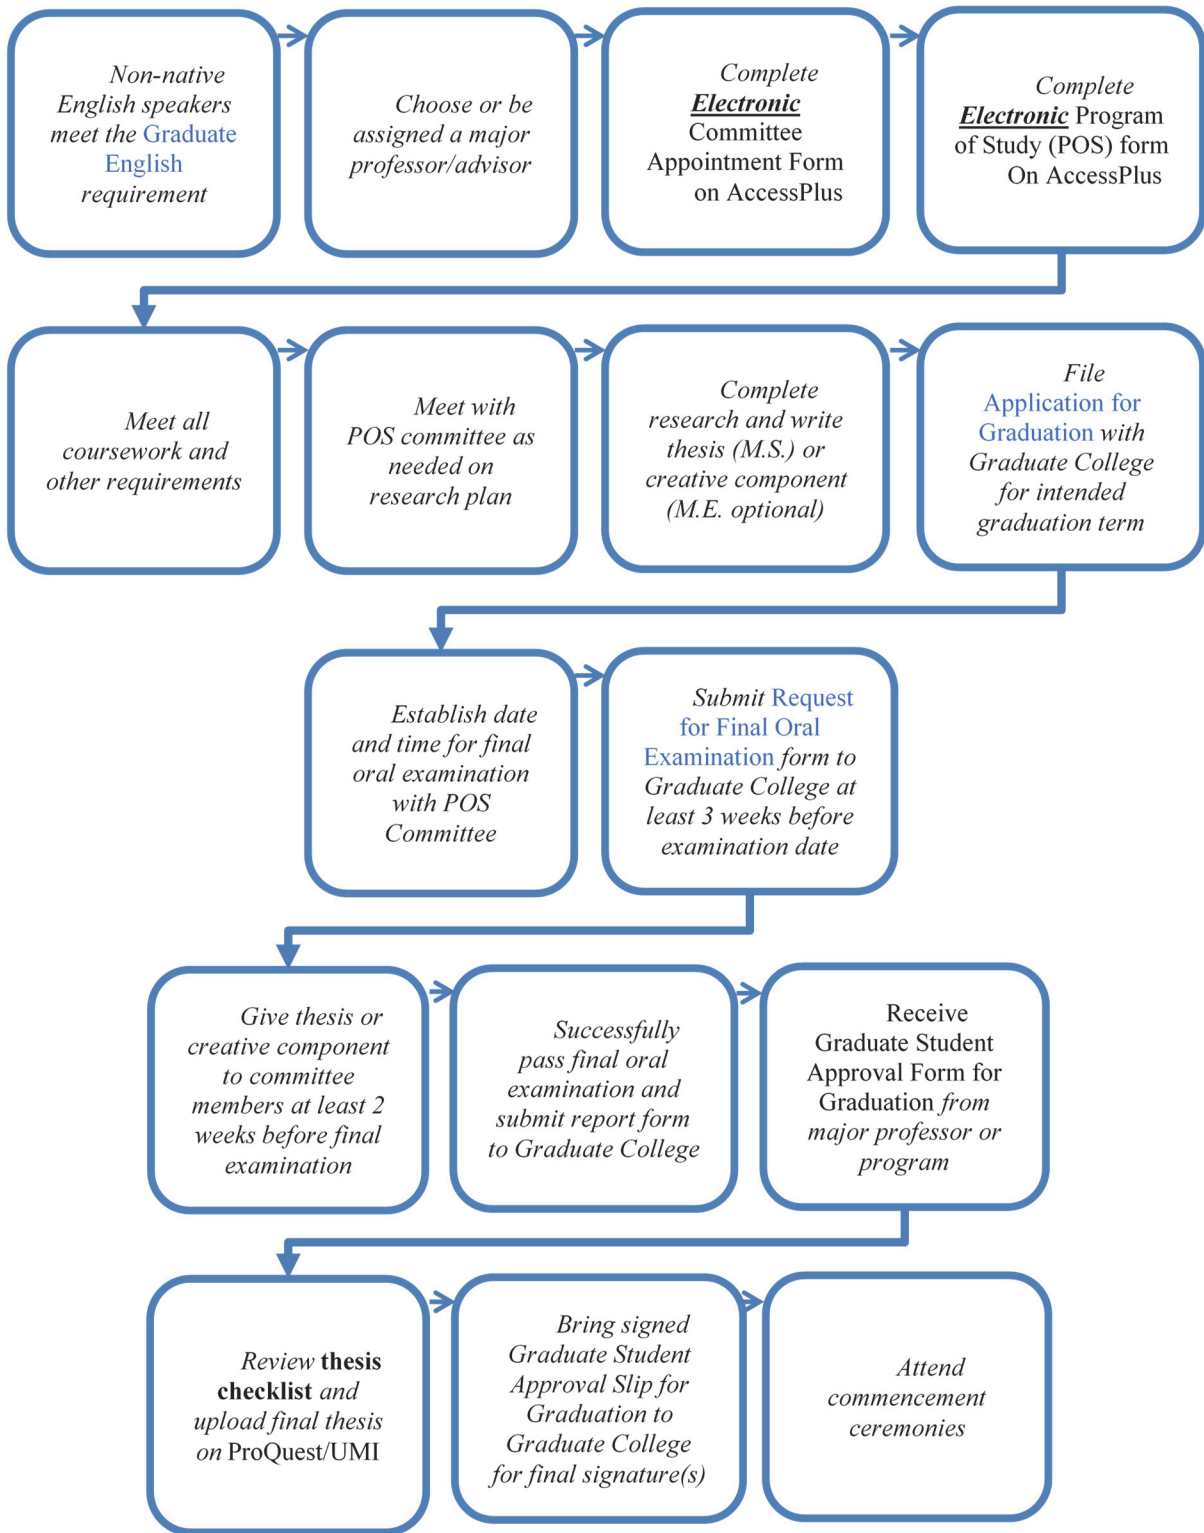 Non-native
English speakers
meet the Graduate
English
requirement
Choose or be
assigned a major
professor/advisor
Complete
Electronic
Committee
Appointment Form
on AccessPlus
Complete
Electronic Program
of Study (POS) form
On AccessPlus
Meet all
coursework and
other requirements
Meet with
POS committee as
needed on
research plan
Complete
research and write
thesis (M.S.) or
creative component
(M.E. optional)
File
Application for
Graduation with
Graduate College
for intended
graduation term
Establish date
and time for final
oral examination
with POS
Committee
Submit Request
for Final Oral
Examination form to
Graduate College at
least 3 weeks before
examination date
Give thesis or
creative component
to committee
members at least 2
weeks before final
examination
Successfully
pass final oral
examination and
submit report form
to Graduate College
Receive
Graduate Student
Approval Form for
Graduation from
major professor or
program
Review thesis
checklist and
upload final thesis
on ProQuest/UMI
Bring signed
Graduate Student
Approval Slip for
Graduation to
Graduate College
for final signature(s)
Attend
commencement
ceremonies